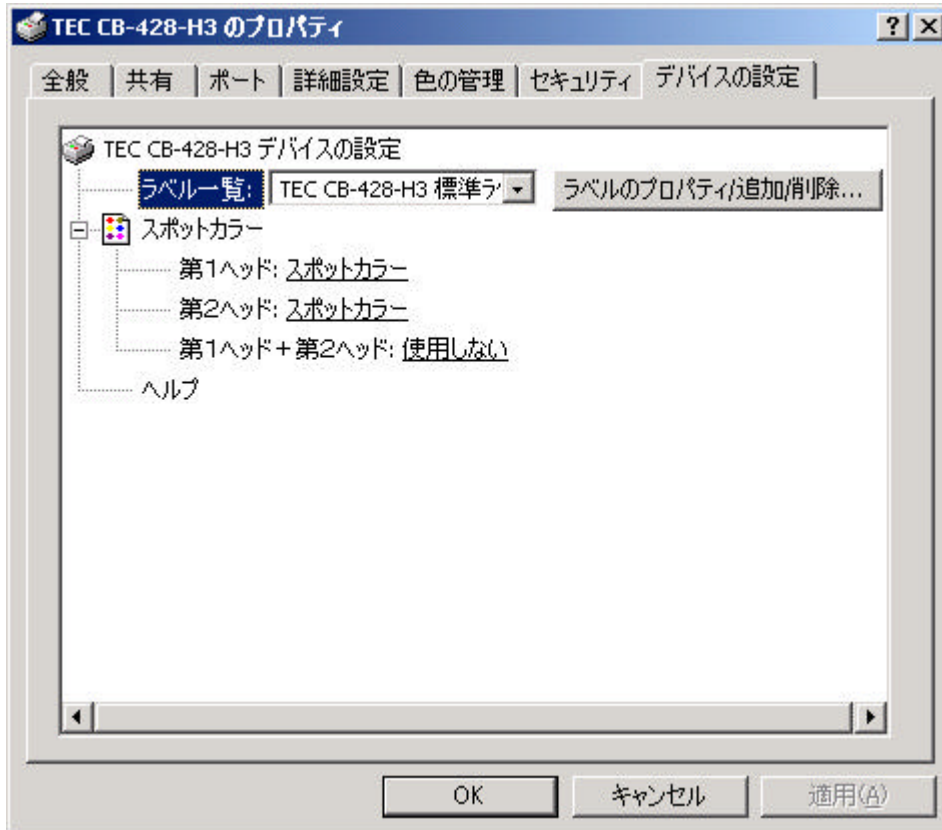 TEC CB-428-H3 のプロパティ
全般 共有 ポート 詳細設定 色の管理 セキュリティ デバイスの設定
TEC CB-428-H3 デバイスの設定
ラベル一覧: TEC CB-428-H3 標準ラ ラベルのプロパティ/追加/削除...
スポットカラー
第1ヘッド: スポットカラー
第2ヘッド: スポットカラー
第1ヘッド+第2ヘッド: 使用しない
ヘルプ
OK キャンセル 適用(A)